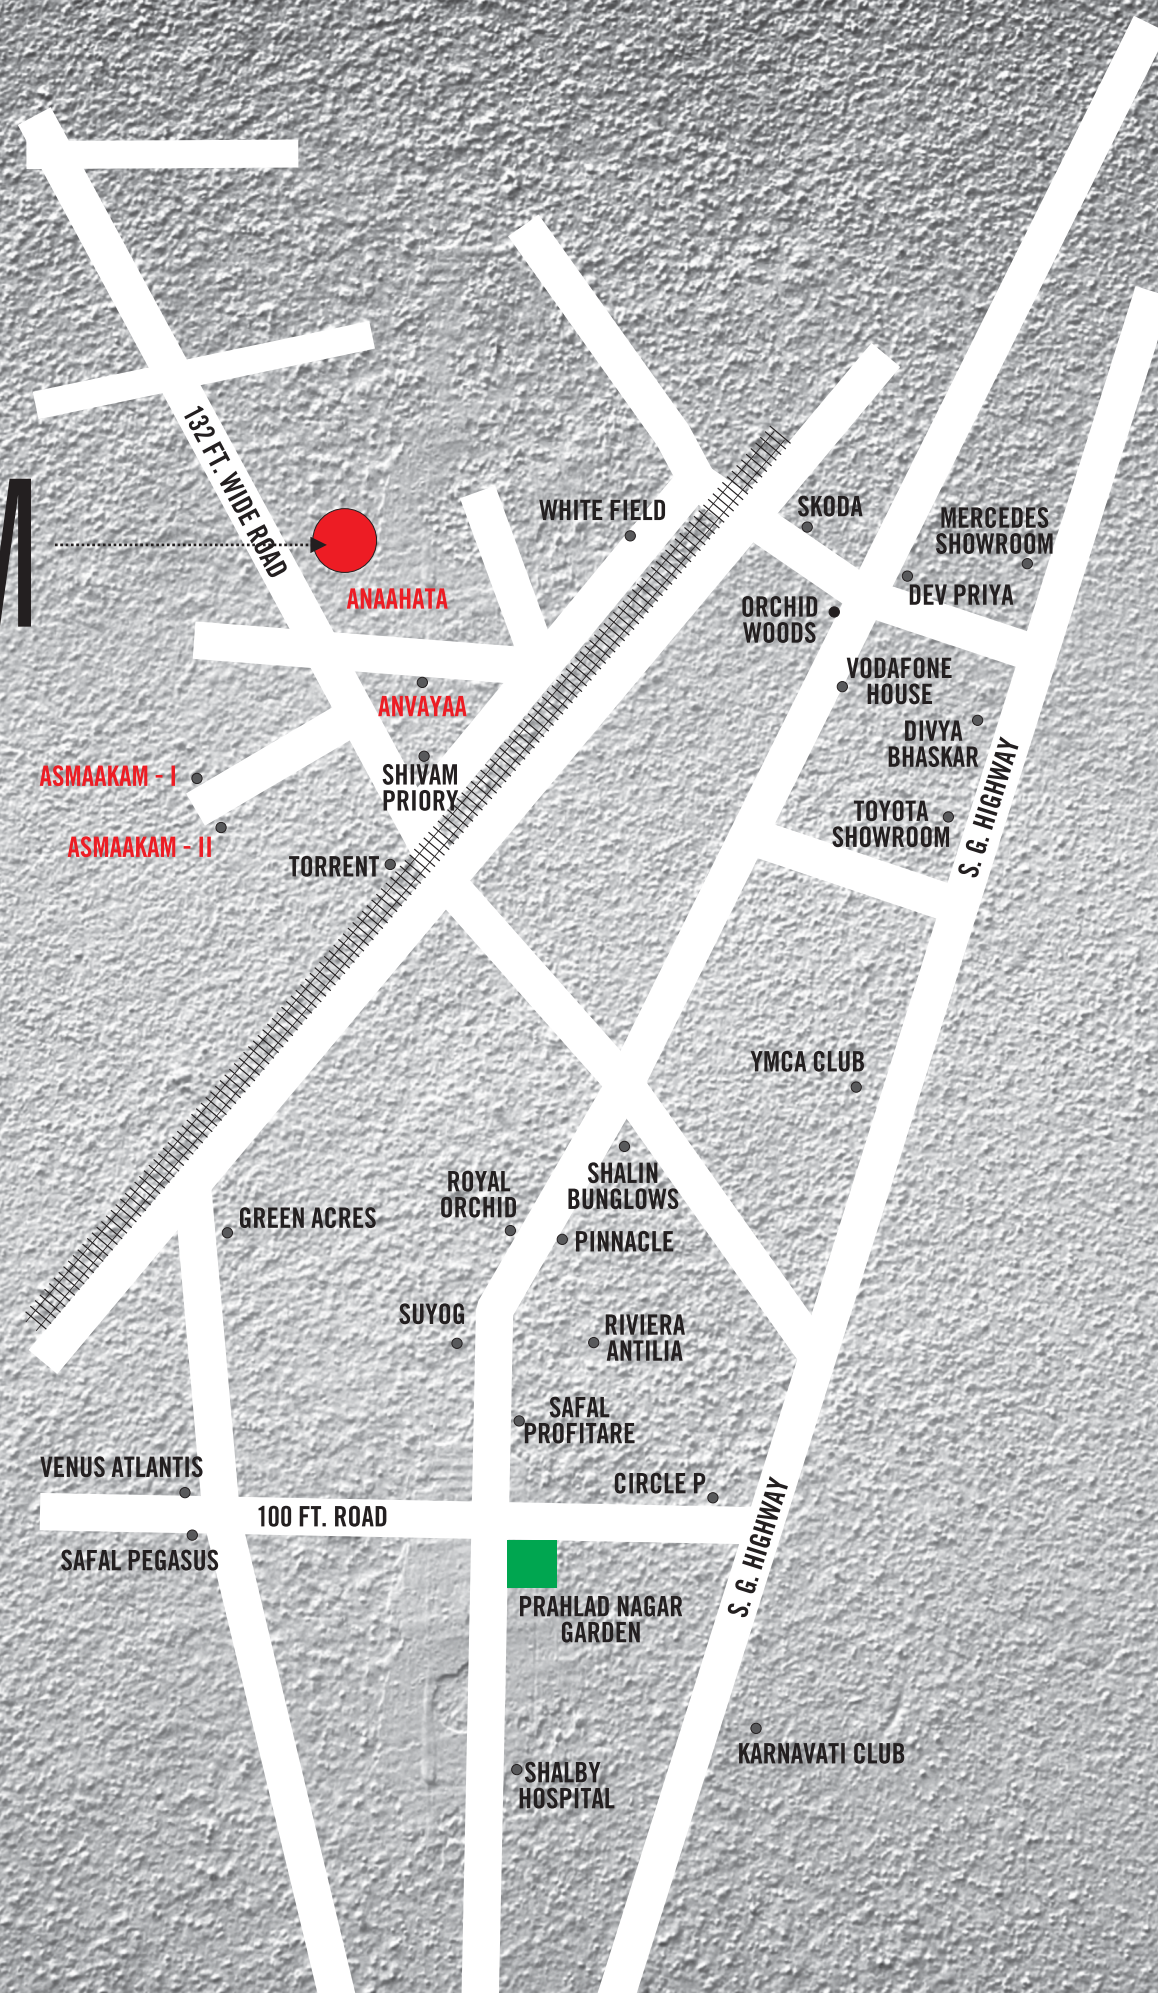 132 FT. WIDE ROAD
M
WHITE FIELD
SKODA
MERCEDES
SHOWROOM
DEV PRIYA
ANAAHATA
ORCHID
WOODS
VODAFONE
HOUSE
ANVAYAA
DIVYA
BHASKAR
ASMAAKAM - I
SHIVAM
PRIORY
S. G. HIGHWAY
TOYOTA
SHOWROOM
ASMAAKAM - II
TORRENT
YMCA CLUB
ROYAL
ORCHID
SHALIN
BUNGLOWS
GREEN ACRES
PINNACLE
SUYOG
RIVIERA
ANTILIA
SAFAL
PROFITARE
VENUS ATLANTIS
CIRCLE P
100 FT. ROAD
S. G. HIGHWAY
SAFAL PEGASUS
PRAHLAD NAGAR
GARDEN
KARNAVATI CLUB
SHALBY
HOSPITAL